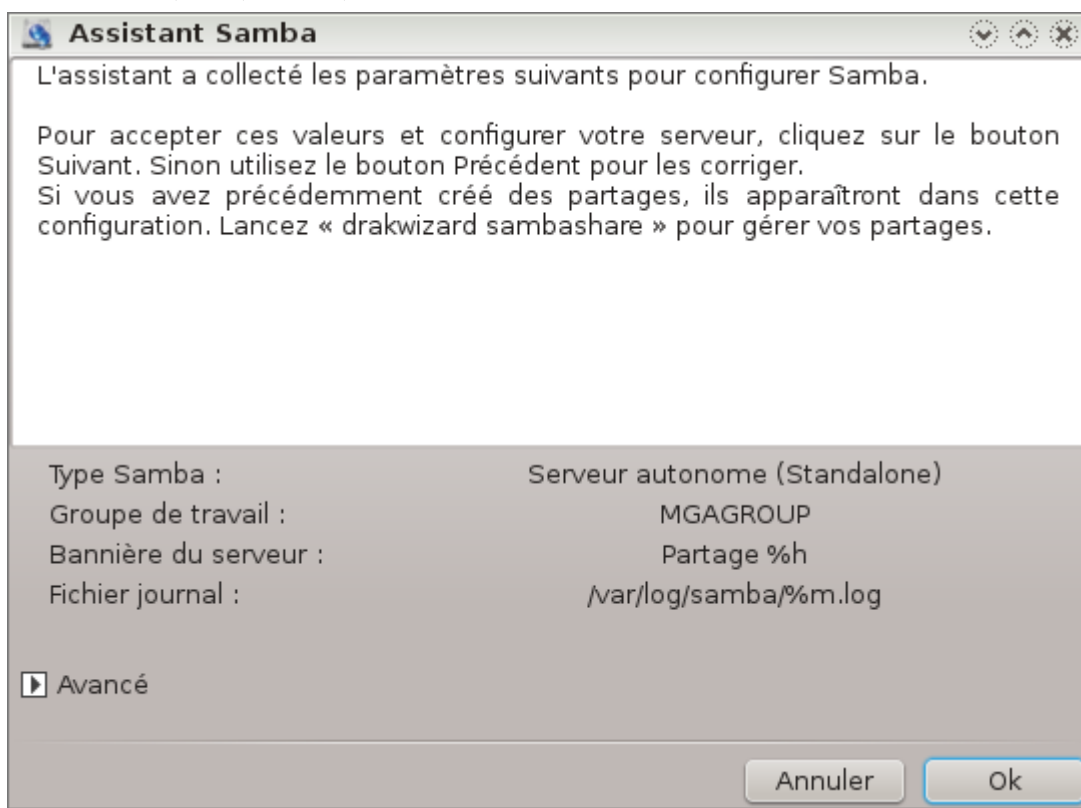 Assistant Samba
L'assistant a collecté les paramètres suivants pour configurer Samba.
Pour accepter ces valeurs et configurer votre serveur, cliquez sur le bouton
Suivant. Sinon utilisez le bouton Précédent pour les corriger.
Si vous avez précédemment créé des partages, ils apparaîtront dans cette
configuration. Lancez « drakwizard sambashare » pour gérer vos partages.
Type Samba : Serveur autonome (Standalone)
Groupe de travail : MGAGROUP
Bannière du serveur : Partage %h
Fichier journal : /var/log/samba/%m.log
Avancé
Annuler Ok